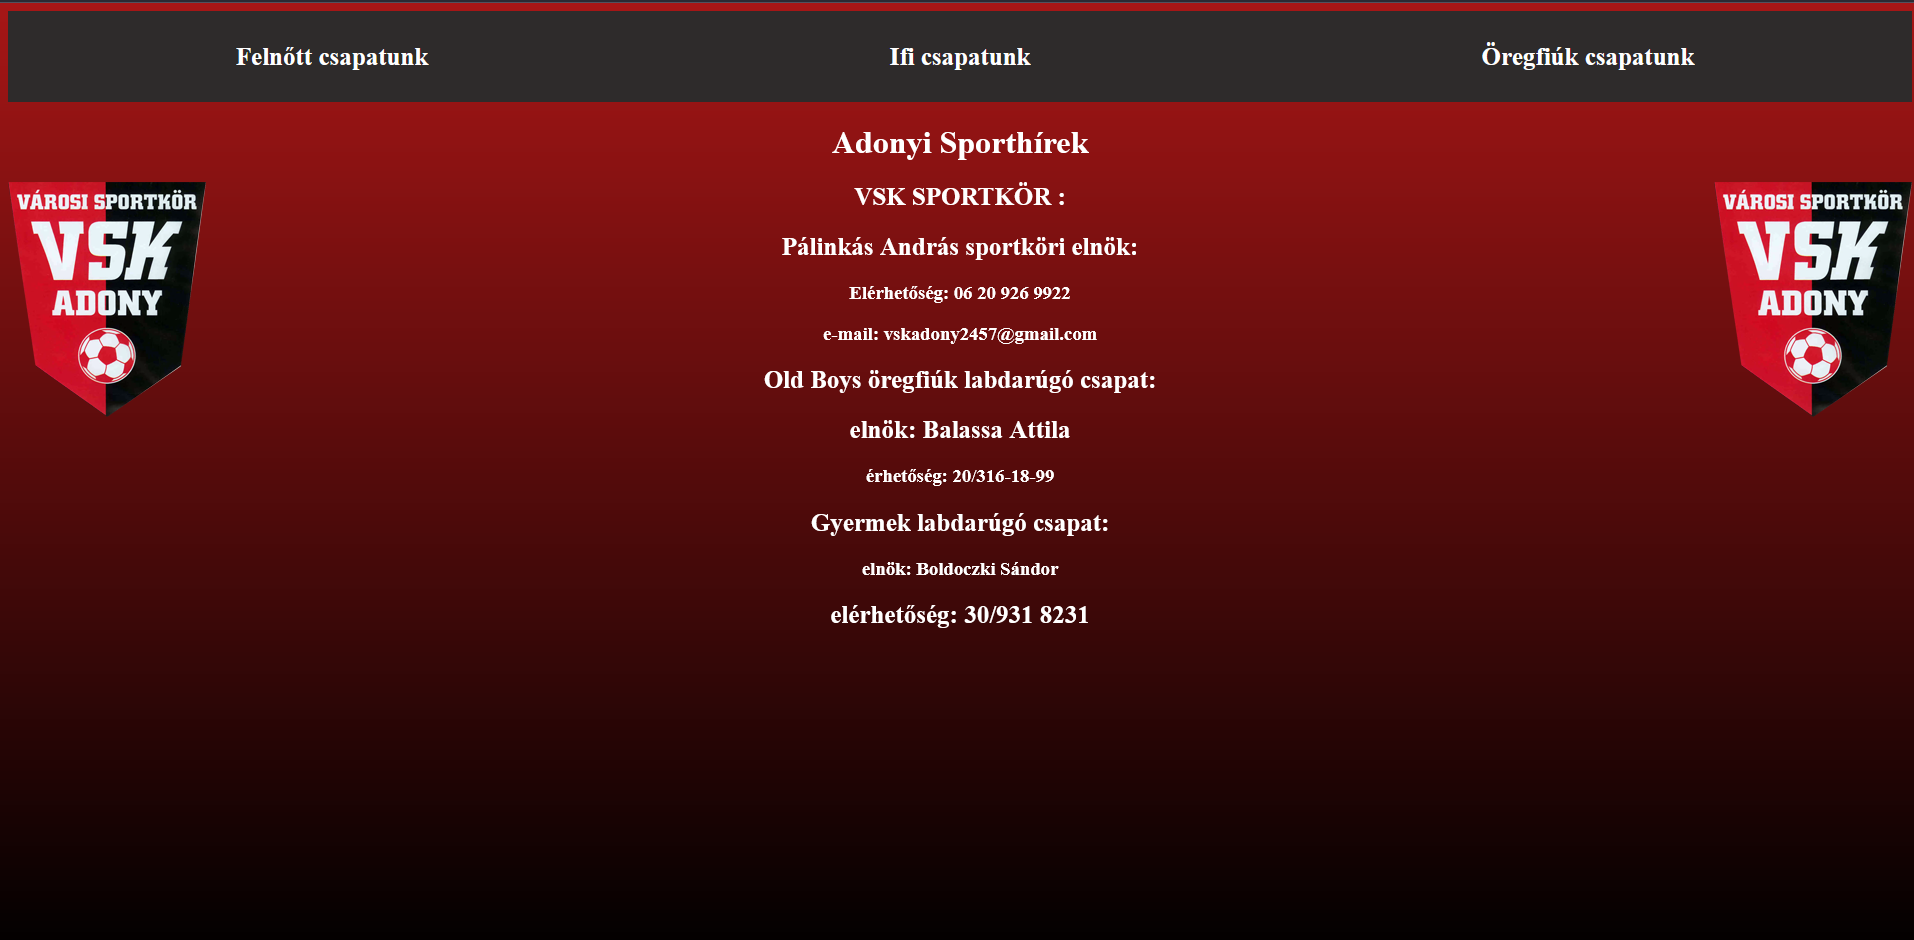 Felnőtt csapatunk
Ifi csapatunk
Öregfiúk csapatunk
Adonyi Sporthírek
VÁROSI SPORTKÖR
VSK
ADONY
VSK SPORTKÖR :
Pálinkás András sportköri elnök:
Elérhetőség: 06 20 926 9922
e-mail: vskadony2457@gmail.com
Old Boys öregfiúk labdarúgó csapat:
elnök: Balassa Attila
érhetőség: 20/316-18-99
Gyermek labdarúgó csapat:
elnök: Boldoczki Sándor
elérhetőség: 30/931 8231
VÁROSI SPORTKÖR
VSK
ADONY